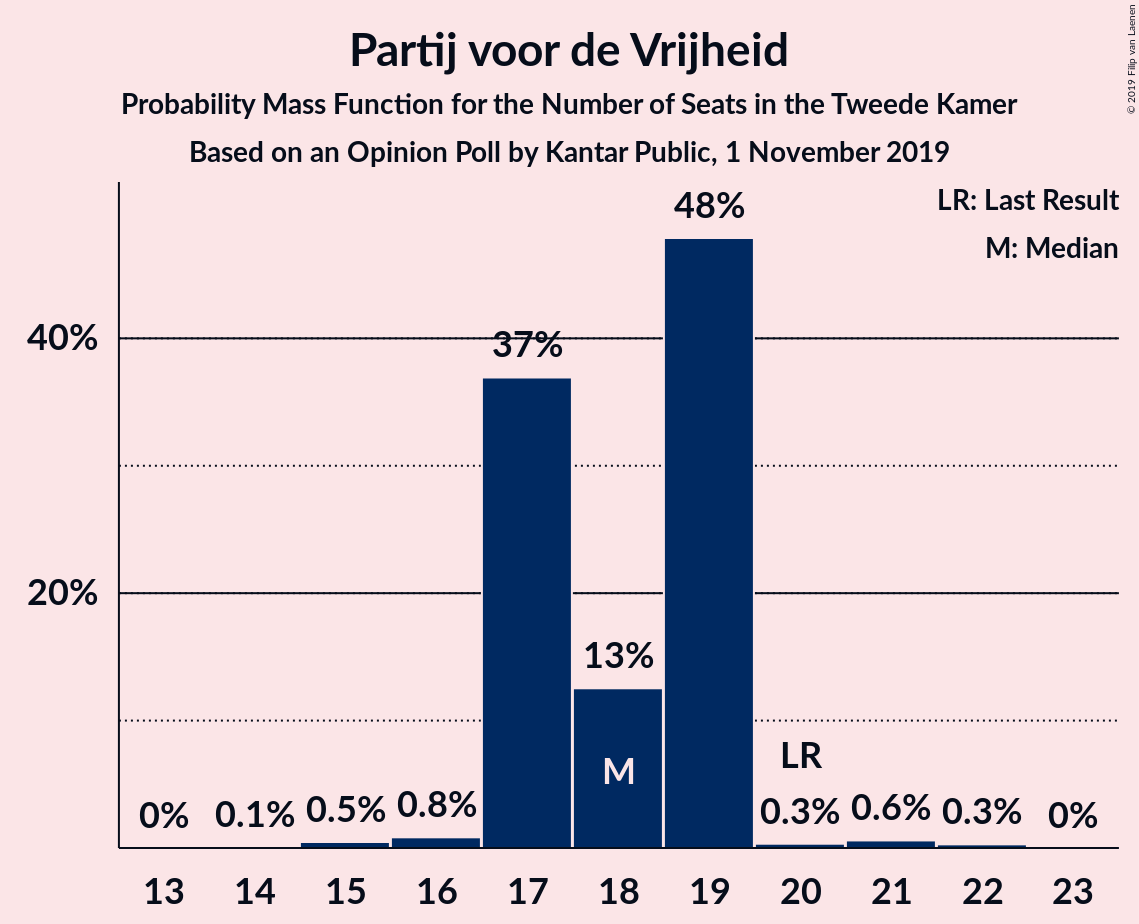 Partij voor de Vrijheid
Probability Mass Function for the Number of Seats in the Tweede Kamer
Based on an Opinion Poll by Kantar Public, 1 November 2019
© 2019 Filip van Laenen
LR: Last Result
M: Median
48%
40%
37%
20%
13%
M
LR
0%
0.1%
0.5%
0.8%
0.3%
0.6%
0.3%
0%
13 14 15 16 17 18 19 20 21 22 23